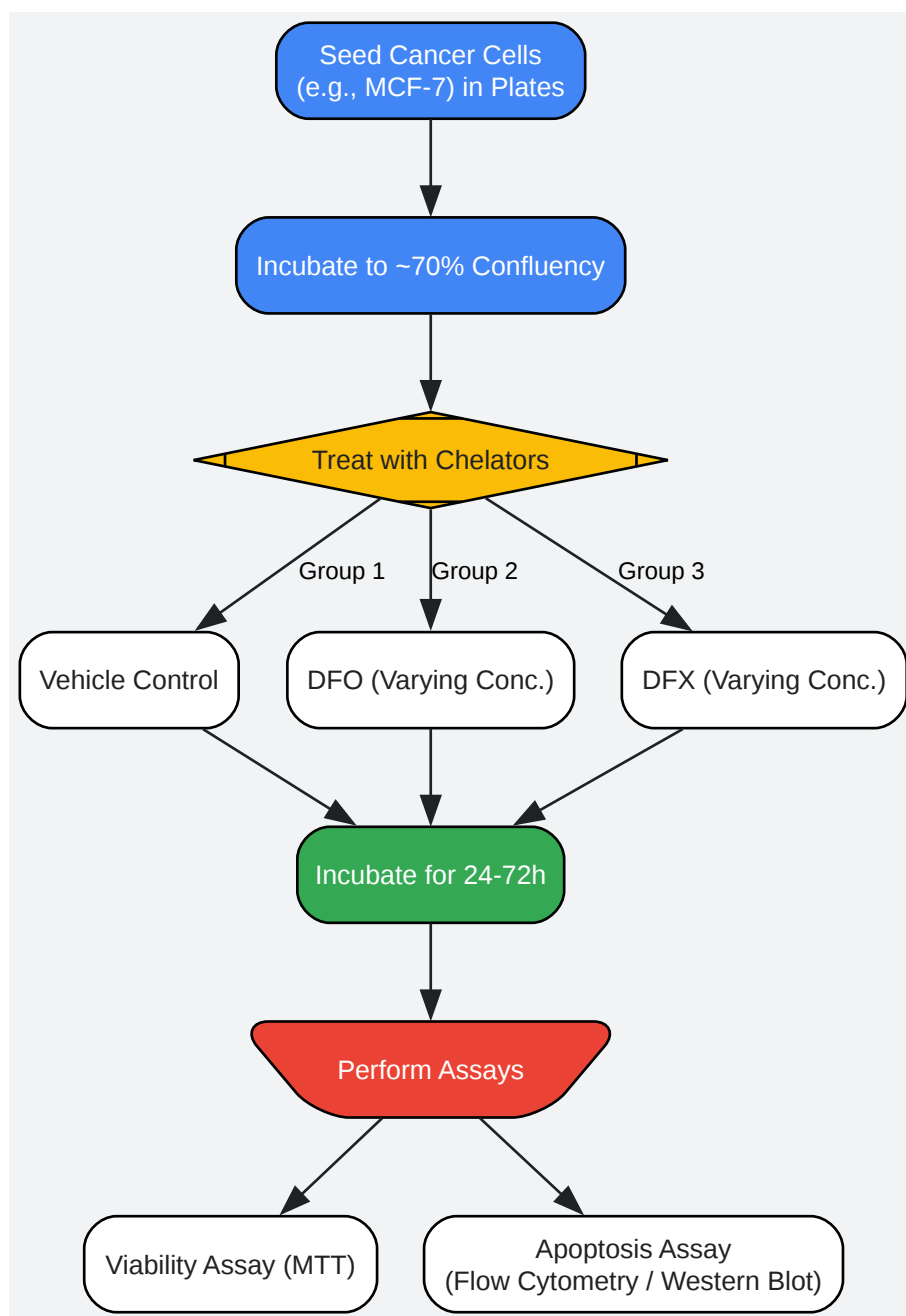 Seed Cancer Cells
(e.g., MCF-7) in Plates
Incubate to ~70% Confluency
Treat with Chelators
Group 1
Group 2
Group 3
Vehicle Control
DFO (Varying Conc.)
DFX (Varying Conc.)
Incubate for 24-72h
Perform Assays
Viability Assay (MTT)
Apoptosis Assay
(Flow Cytometry / Western Blot)